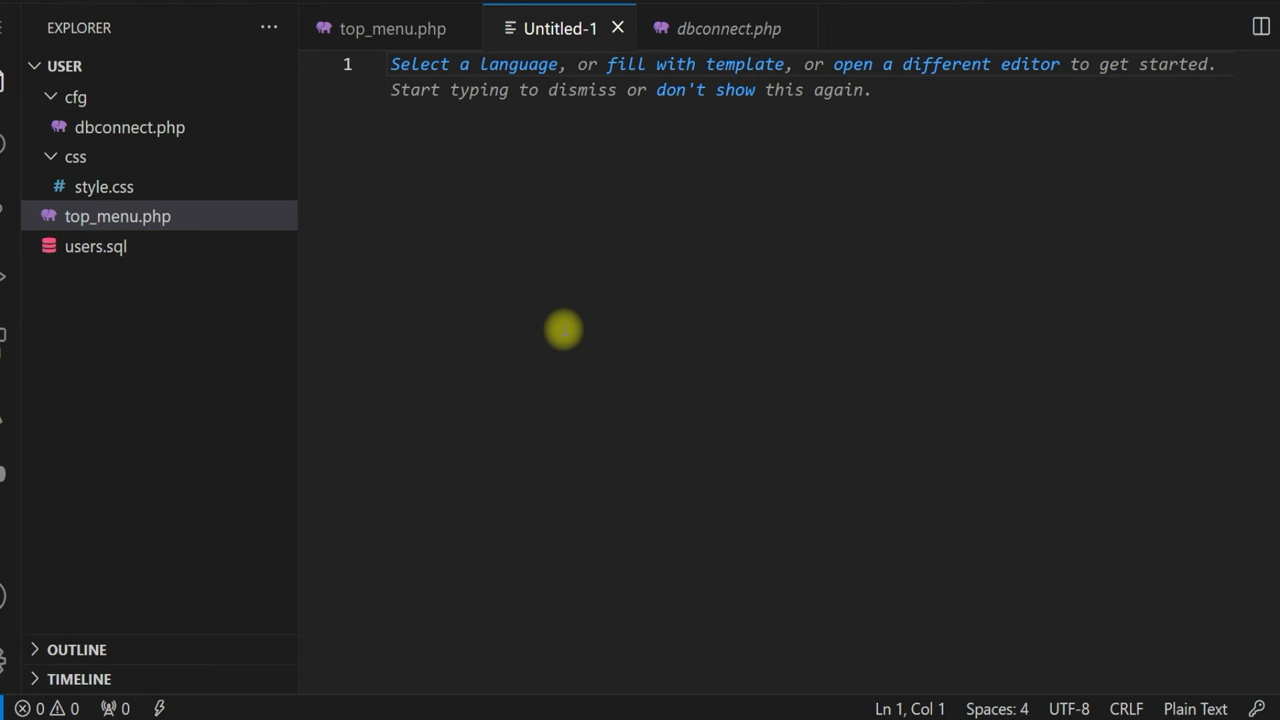 EXPLORER
USER
cfg
dbconnect.php
css
style.css
top_menu.php
users.sql
OUTLINE
TIMELINE
top_menu.php
Untitled-1
dbconnect.php
1
Select a language, or fill with template, or open a different editor to get started.
Start typing to dismiss or don't show this again.
0 0 0
Ln 1, Col 1 Spaces: 4 UTF-8 CRLF Plain Text